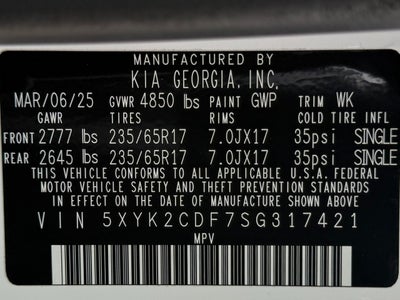 MANUFACTURED BY
KIA GEORGIA, INC.
MAR/06/25 GVWR 4850 lbs PAINT GWP TRIM WK
GAWR TIRES RIMS COLD TIRE INFL
FRONT 2777 lbs 235/65R17 7.0JX17 35psi SINGLE
REAR 2645 lbs 235/65R17 7.0JX17 35psi SINGLE
THIS VEHICLE CONFORMS TO ALL APPLICABLE U.S.A. FEDERAL
MOTOR VEHICLE SAFETY, BUMPER, AND THEFT PREVENTION
STANDARDS IN EFFECT ON THE DATE OF MANUFACTURE SHOWN ABOVE.
VIN 5XYK2CDF7SG317421
MPV